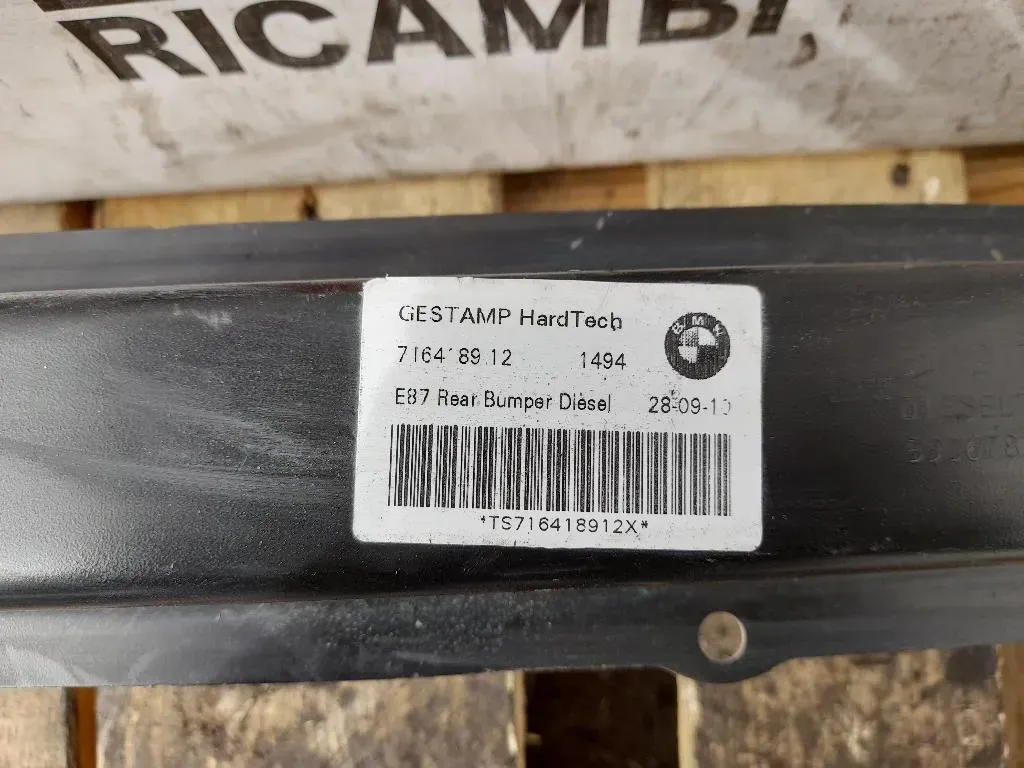 RICAMBI
GESTAMP HardTech
7164189.12 1494
BMW
E87 Rear Bumper Diesel 28-09-10
*TS716418912X*